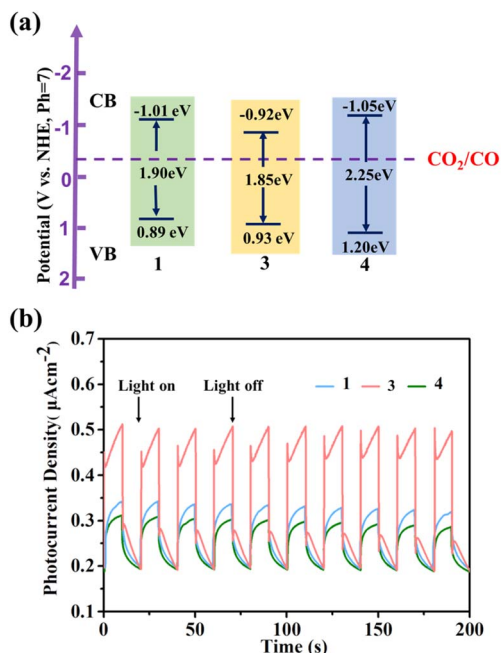 (a)
Potential (V vs. NHE, Ph=7)
-2
-1
0
1
2
CB
VB
-1.01 eV
1.90eV
0.89 eV
1
-0.92eV
1.85eV
0.93 eV
3
-1.05eV
2.25eV
1.20eV
4
CO₂/CO
(b)
Photocurrent Density( μAcm⁻²)
0.7
0.6
0.5
0.4
0.3
0.2
0.1
Light on
Light off
1
3
4
0
50
100
150
200
Time (s)